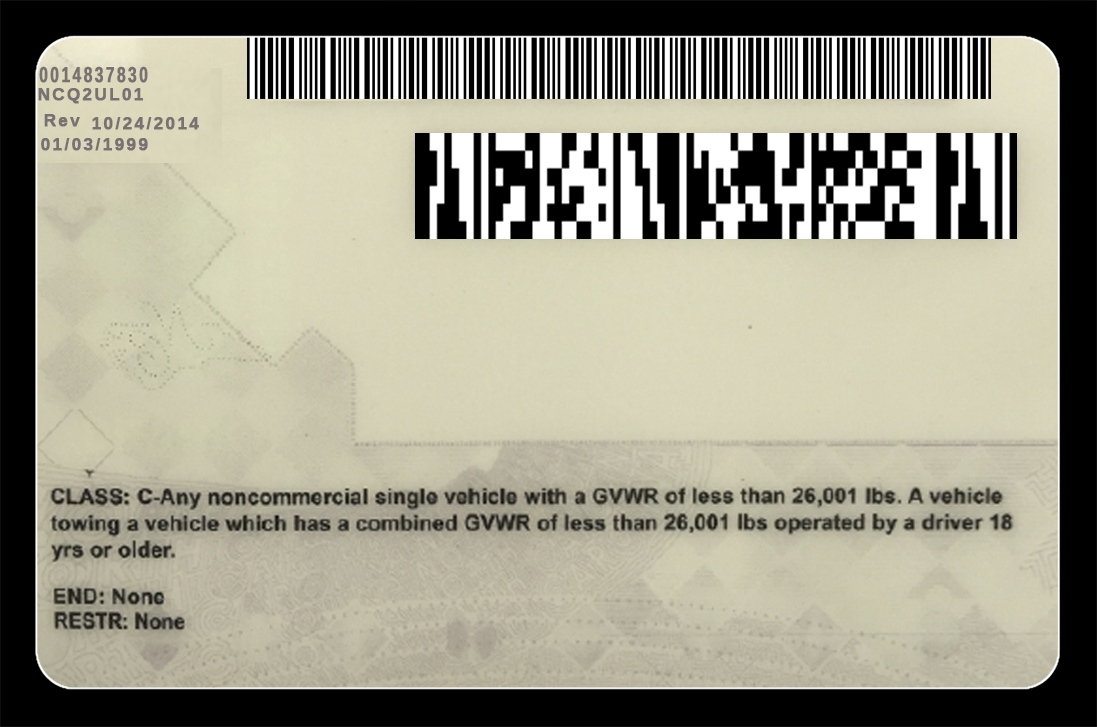 0014837830
NCQ2UL01
Rev 10/24/2014
01/03/1999
CLASS: C-Any noncommercial single vehicle with a GVWR of less than 26,001 lbs. A vehicle
towing a vehicle which has a combined GVWR of less than 26,001 lbs operated by a driver 18
yrs or older.
END: None
RESTR: None